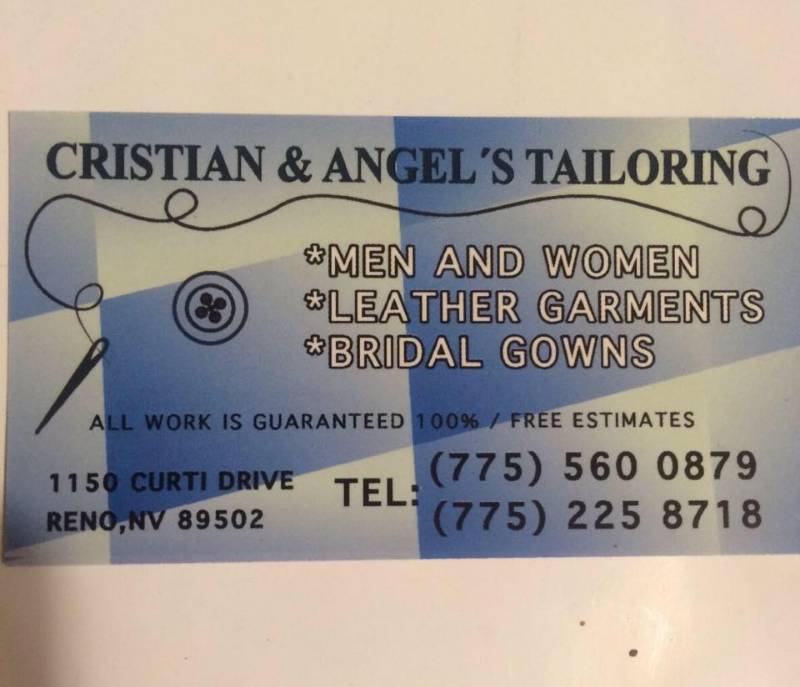 CRISTIAN & ANGEL´S TAILORING
*MEN AND WOMEN
*LEATHER GARMENTS
*BRIDAL GOWNS
ALL WORK IS GUARANTEED 100% / FREE ESTIMATES
1150 CURTI DRIVE
RENO,NV 89502
TEL:
(775) 560 0879
(775) 225 8718